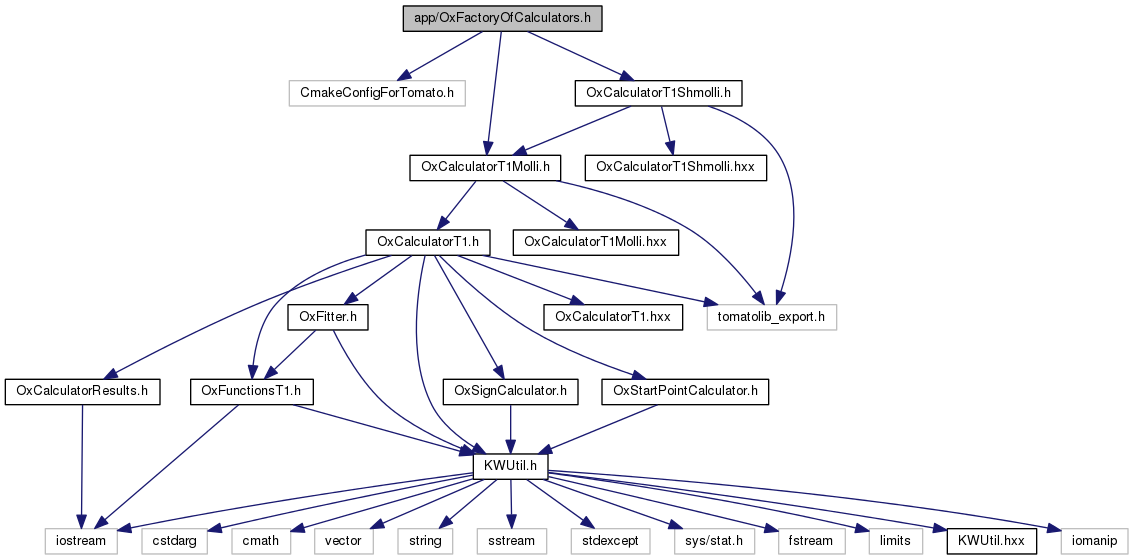 app/OxFactoryOfCalculators.h
CmakeConfigForTomato.h
OxCalculatorT1Shmolli.h
OxCalculatorT1Molli.h
OxCalculatorT1Shmolli.hxx
OxCalculatorT1.h
OxCalculatorT1Molli.hxx
OxFitter.h
OxCalculatorT1.hxx
tomatolib_export.h
OxCalculatorResults.h
OxFunctionsT1.h
OxSignCalculator.h
OxStartPointCalculator.h
KWUtil.h
iostream
cstdarg
cmath
vector
string
sstream
stdexcept
sys/stat.h
fstream
limits
KWUtil.hxx
iomanip